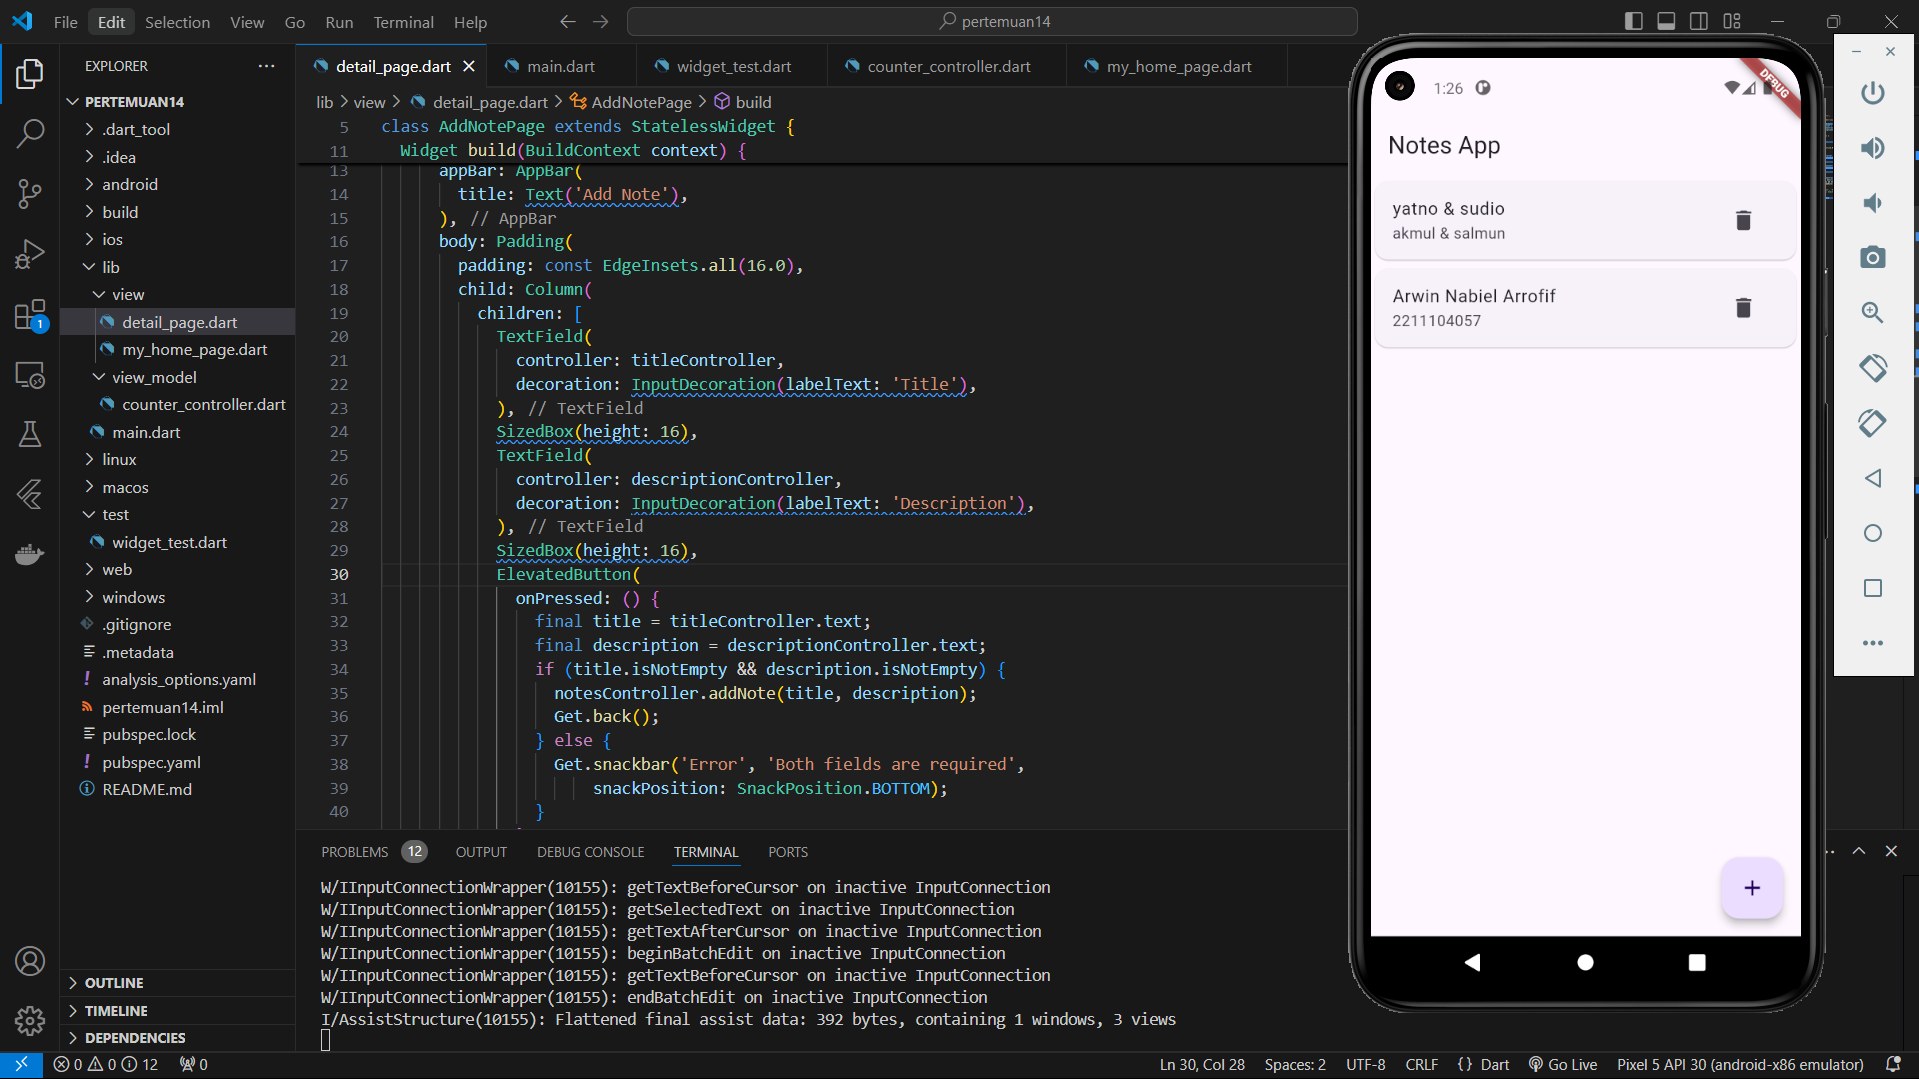 File Edit Selection View Go Run Terminal Help
pertemuan14
EXPLORER
PERTEMUAN14
.dart_tool
.idea
android
build
ios
lib
view
detail_page.dart
my_home_page.dart
view_model
counter_controller.dart
main.dart
linux
macos
test
widget_test.dart
web
windows
.gitignore
.metadata
analysis_options.yaml
pertemuan14.iml
pubspec.lock
pubspec.yaml
README.md
OUTLINE
TIMELINE
DEPENDENCIES
1
detail_page.dart main.dart widget_test.dart counter_controller.dart my_home_page.dart
lib > view > detail_page.dart > AddNotePage > build
5 class AddNotePage extends StatelessWidget {
11 Widget build(BuildContext context) {
13 appBar: AppBar(
14 title: Text('Add Note'),
15 ), // AppBar
16 body: Padding(
17 padding: const EdgeInsets.all(16.0),
18 child: Column(
19 children: [
20 TextField(
21 controller: titleController,
22 decoration: InputDecoration(labelText: 'Title'),
23 ), // TextField
24 SizedBox(height: 16),
25 TextField(
26 controller: descriptionController,
27 decoration: InputDecoration(labelText: 'Description'),
28 ), // TextField
29 SizedBox(height: 16),
30 ElevatedButton(
31 onPressed: () {
32 final title = titleController.text;
33 final description = descriptionController.text;
34 if (title.isNotEmpty && description.isNotEmpty) {
35 notesController.addNote(title, description);
36 Get.back();
37 } else {
38 Get.snackbar('Error', 'Both fields are required',
39 snackPosition: SnackPosition.BOTTOM);
40 }
PROBLEMS 12 OUTPUT DEBUG CONSOLE TERMINAL PORTS
W/IInputConnectionWrapper(10155): getTextBeforeCursor on inactive InputConnection
W/IInputConnectionWrapper(10155): getSelectedText on inactive InputConnection
W/IInputConnectionWrapper(10155): getTextAfterCursor on inactive InputConnection
W/IInputConnectionWrapper(10155): beginBatchEdit on inactive InputConnection
W/IInputConnectionWrapper(10155): getTextBeforeCursor on inactive InputConnection
W/IInputConnectionWrapper(10155): endBatchEdit on inactive InputConnection
I/AssistStructure(10155): Flattened final assist data: 392 bytes, containing 1 windows, 3 views
1:26
DEBUG
Notes App
yatno & sudio
akmul & salmun
Arwin Nabiel Arrofif
2211104057
+
0 0 12 0
Ln 30, Col 28 Spaces: 2 UTF-8 CRLF {} Dart Go Live Pixel 5 API 30 (android-x86 emulator)